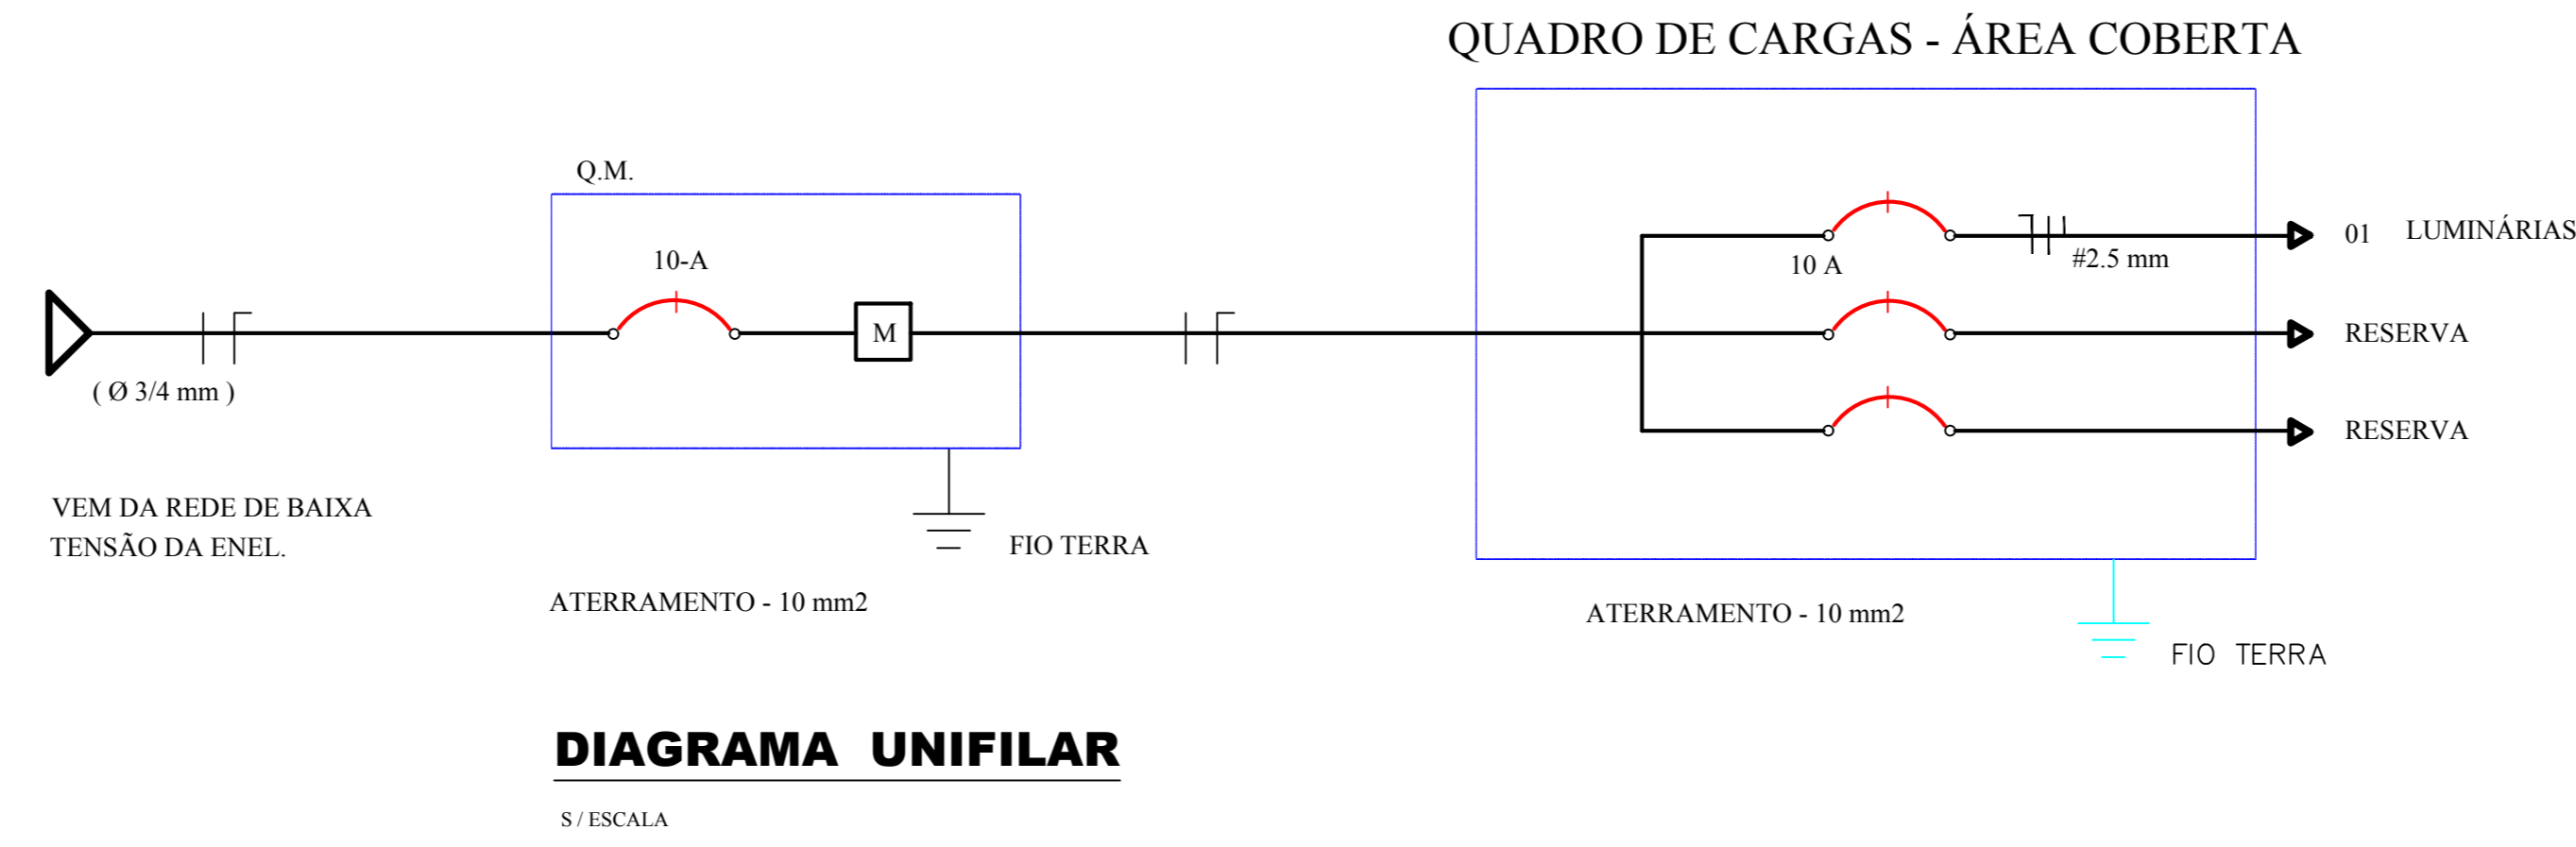 QUADRO DE CARGAS - ÁREA COBERTA
Q.M.
10-A
M
( Ø 3/4 mm )
VEM DA REDE DE BAIXA
TENSÃO DA ENEL.
FIO TERRA
ATERRAMENTO - 10 mm2
10 A
#2.5 mm
01 LUMINÁRIAS
RESERVA
RESERVA
ATERRAMENTO - 10 mm2
FIO TERRA
DIAGRAMA UNIFILAR
S / ESCALA